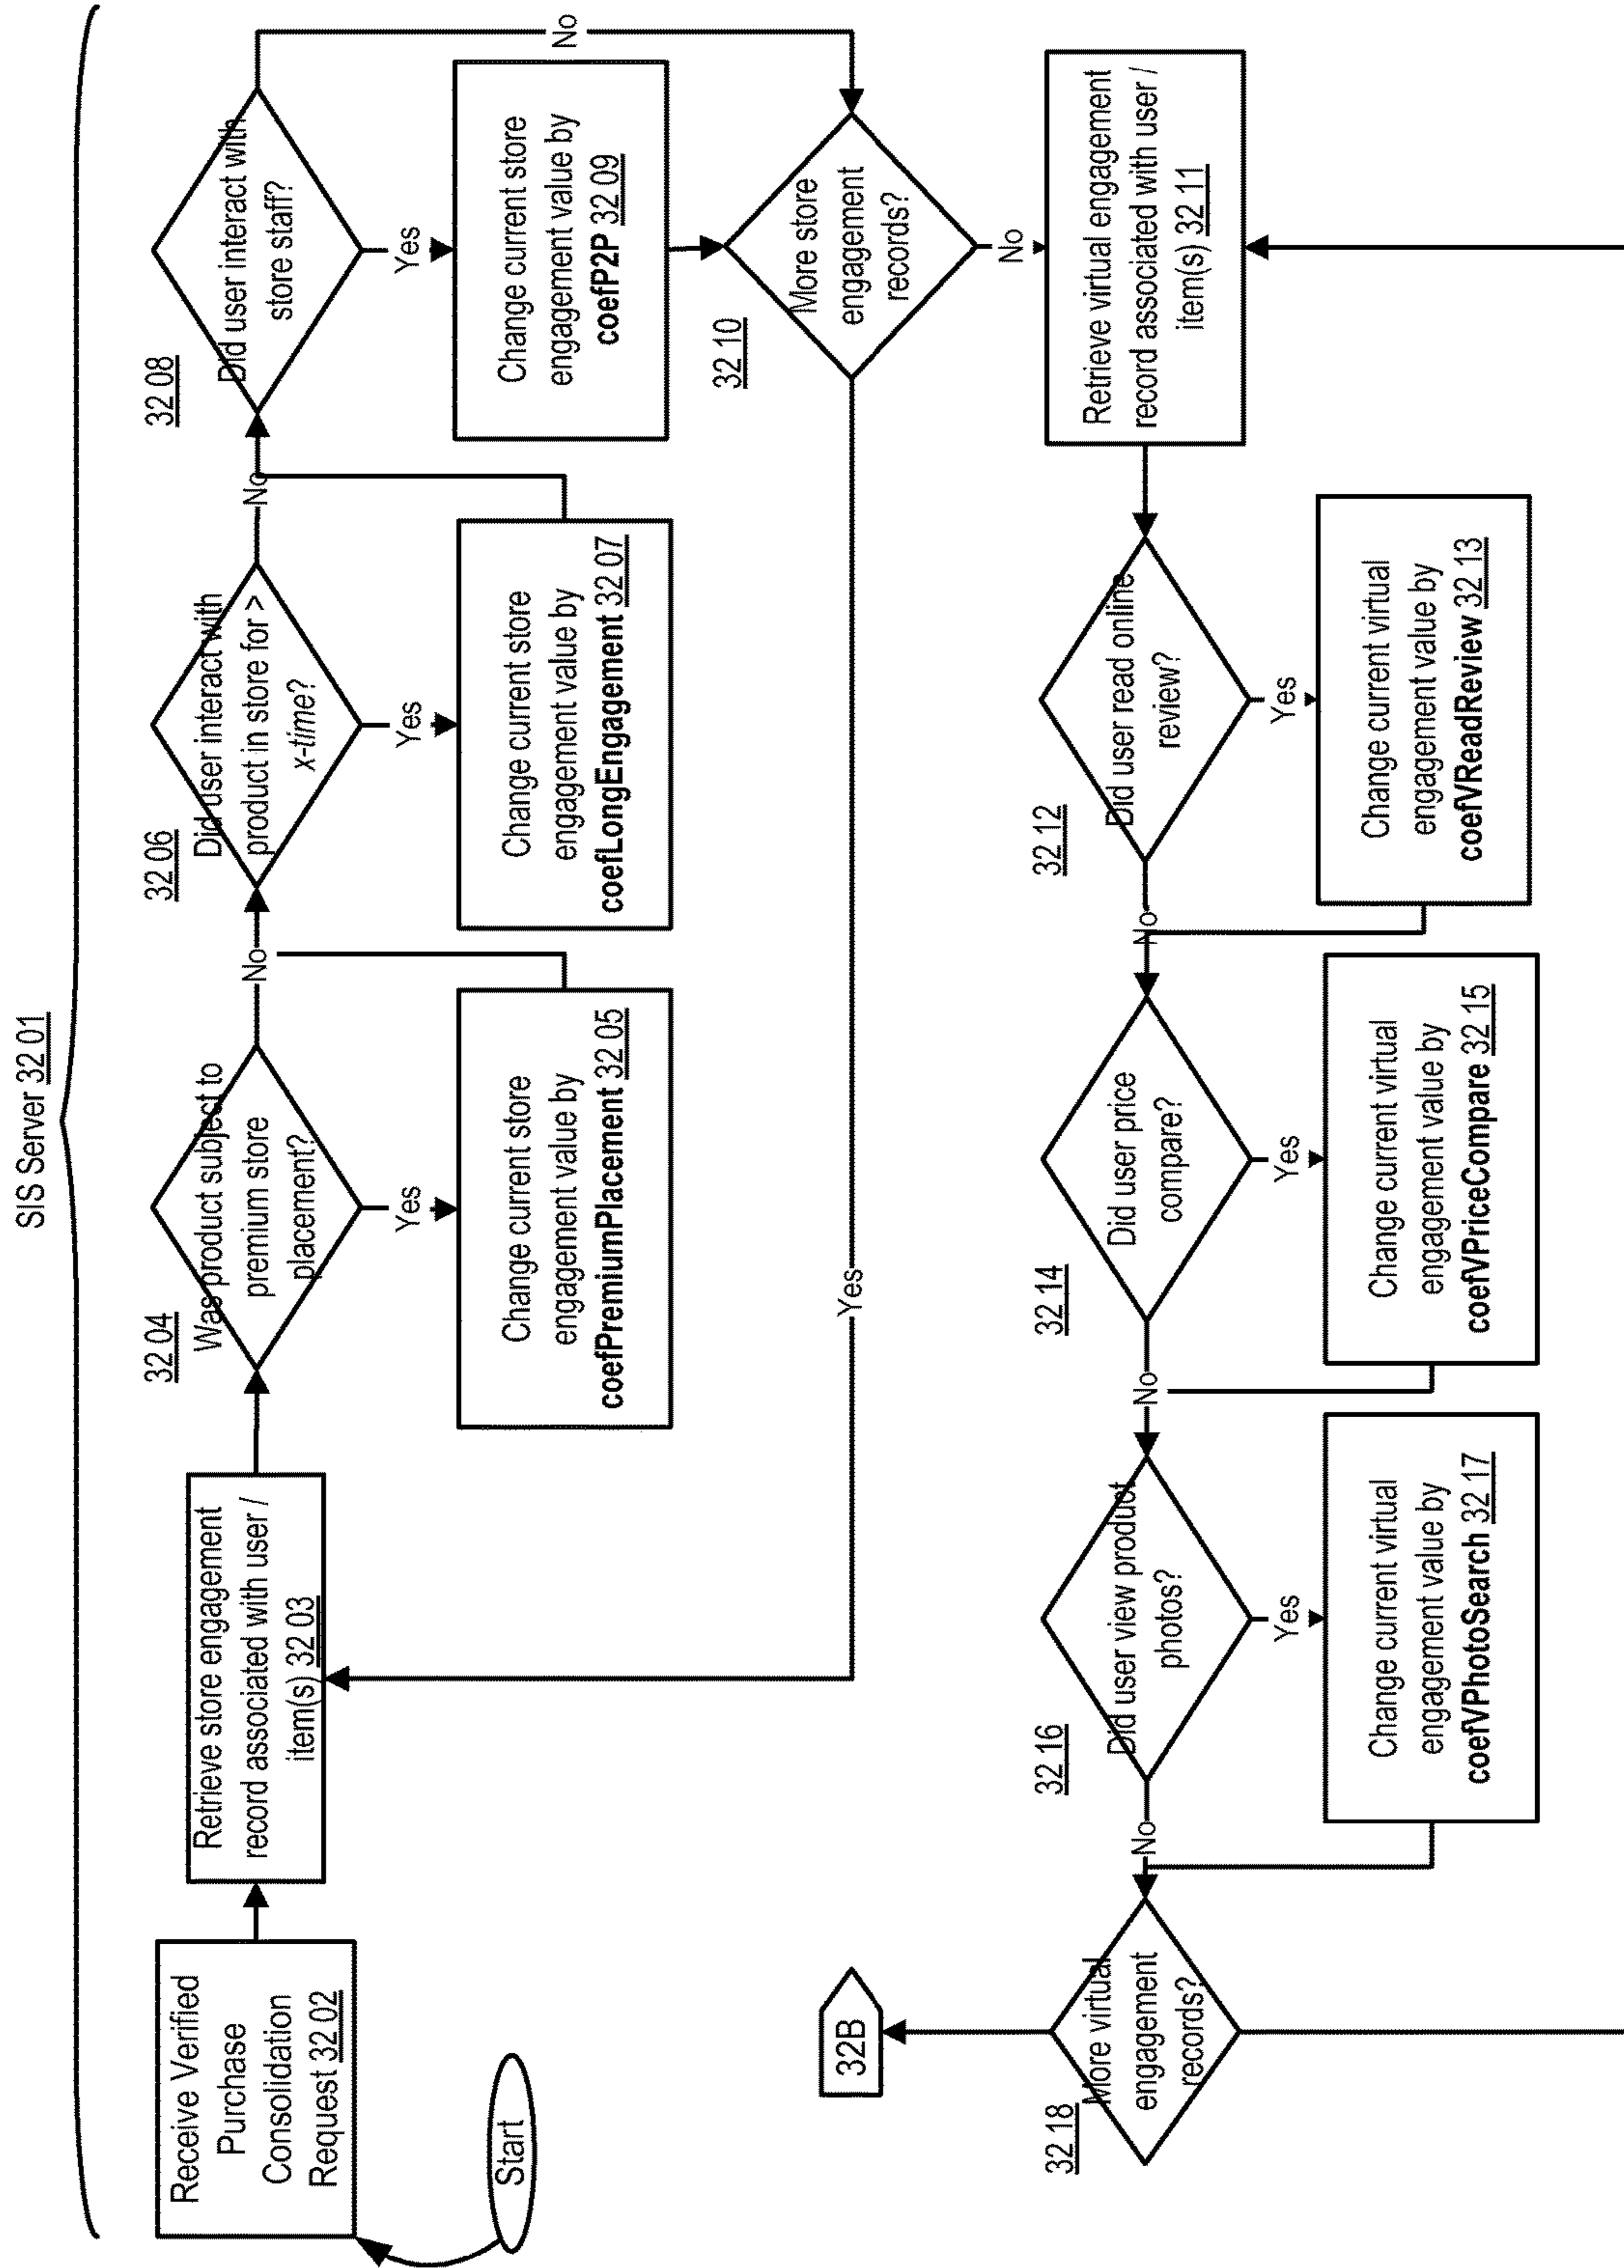 SIS Server 32 01
Start
Receive Verified
Purchase
Consolidation
Request 32 02
Retrieve store engagement
record associated with user /
item(s) 32 03
32 04
Was product subject to
premium store
placement?
No
Yes
Change current store
engagement value by
coefPremiumPlacement 32 05
32 06
Did user interact with
product in store for >
x-time?
No
Yes
Change current store
engagement value by
coefLongEngagement 32 07
32 08
Did user interact with
store staff?
No
Yes
Change current store
engagement value by
coefP2P 32 09
32 10
More store
engagement
records?
Yes
No
Retrieve virtual engagement
record associated with user /
item(s) 32 11
32 12
Did user read online
review?
No
Yes
Change current virtual
engagement value by
coefVReadReview 32 13
32 14
Did user price
compare?
No
Yes
Change current virtual
engagement value by
coefVPriceCompare 32 15
32 16
Did user view product
photos?
No
Yes
Change current virtual
engagement value by
coefVPhotoSearch 32 17
32 18
More virtual
engagement
records?
32B